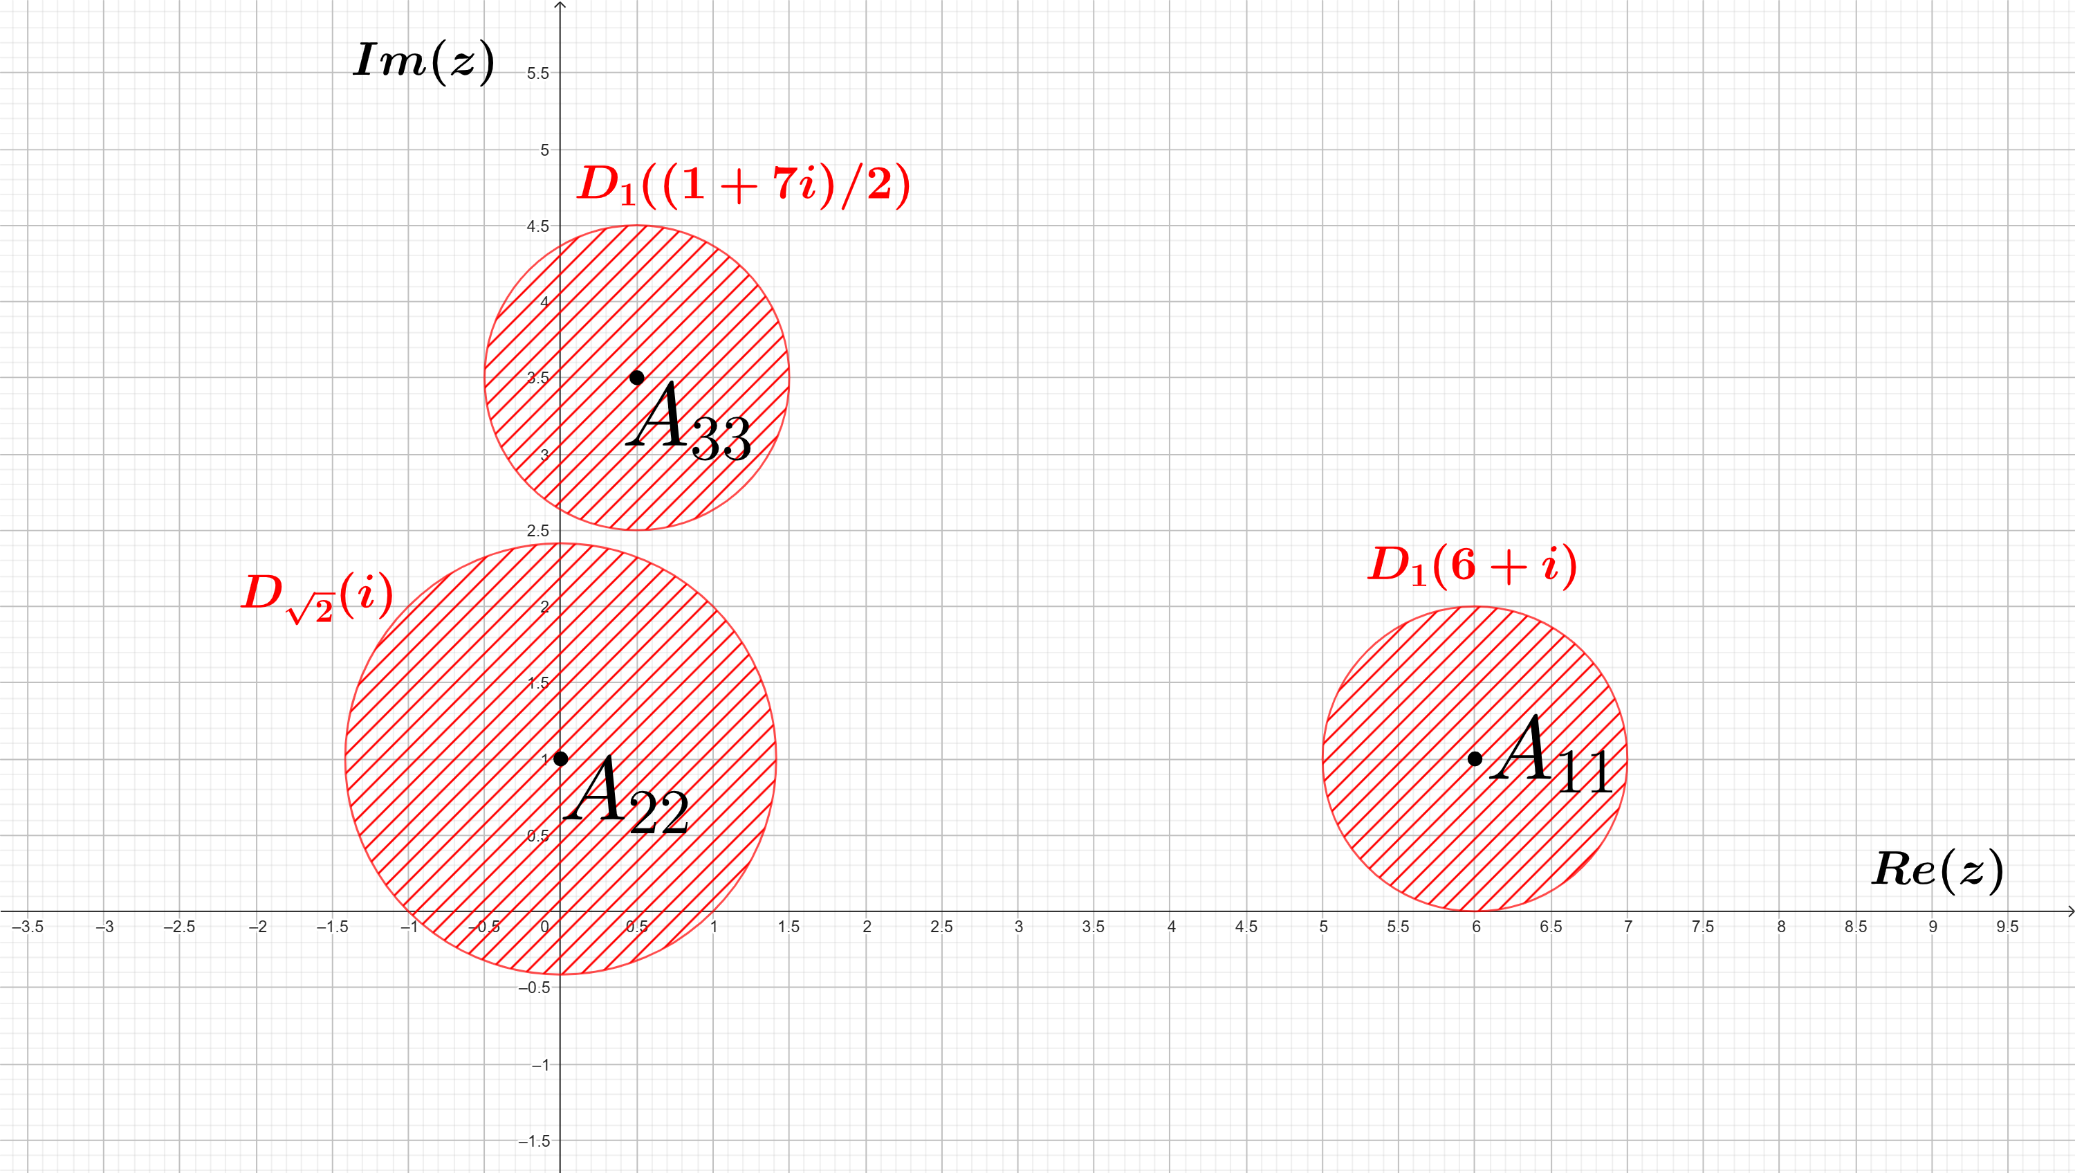 Im(z)
5.5
5
D₁((1 + 7i)/2)
4.5
4
3.5
A₃₃
3
2.5
D₁(6 + i)
D_√2(i)
2
1.5
A₁₁
1
A₂₂
0.5
Re(z)
–3.5 –3 –2.5 –2 –1.5 –1 –0.5 0 0.5 1 1.5 2 2.5 3 3.5 4 4.5 5 5.5 6 6.5 7 7.5 8 8.5 9 9.5
–0.5
–1
–1.5